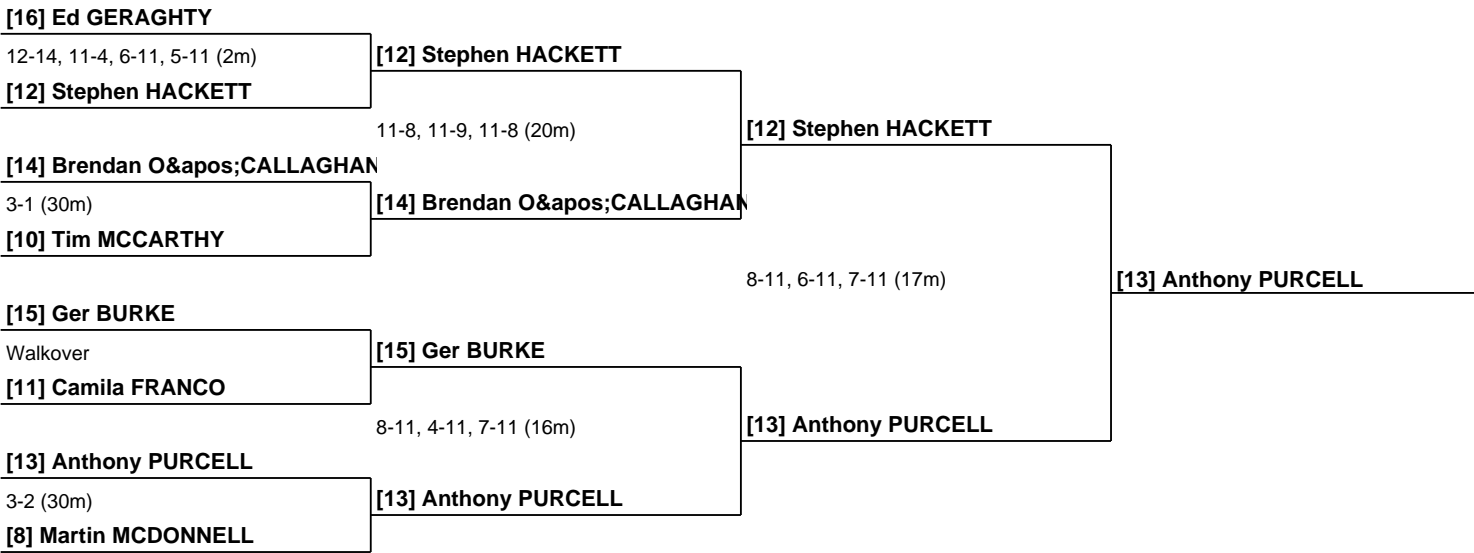 [16] Ed GERAGHTY
12-14, 11-4, 6-11, 5-11 (2m)
[12] Stephen HACKETT
[12] Stephen HACKETT
11-8, 11-9, 11-8 (20m)
[12] Stephen HACKETT
[14] Brendan O&apos;CALLAGHAN
3-1 (30m)
[14] Brendan O&apos;CALLAGHAN
[10] Tim MCCARTHY
8-11, 6-11, 7-11 (17m)
[13] Anthony PURCELL
[15] Ger BURKE
Walkover
[15] Ger BURKE
[11] Camila FRANCO
8-11, 4-11, 7-11 (16m)
[13] Anthony PURCELL
[13] Anthony PURCELL
3-2 (30m)
[13] Anthony PURCELL
[8] Martin MCDONNELL